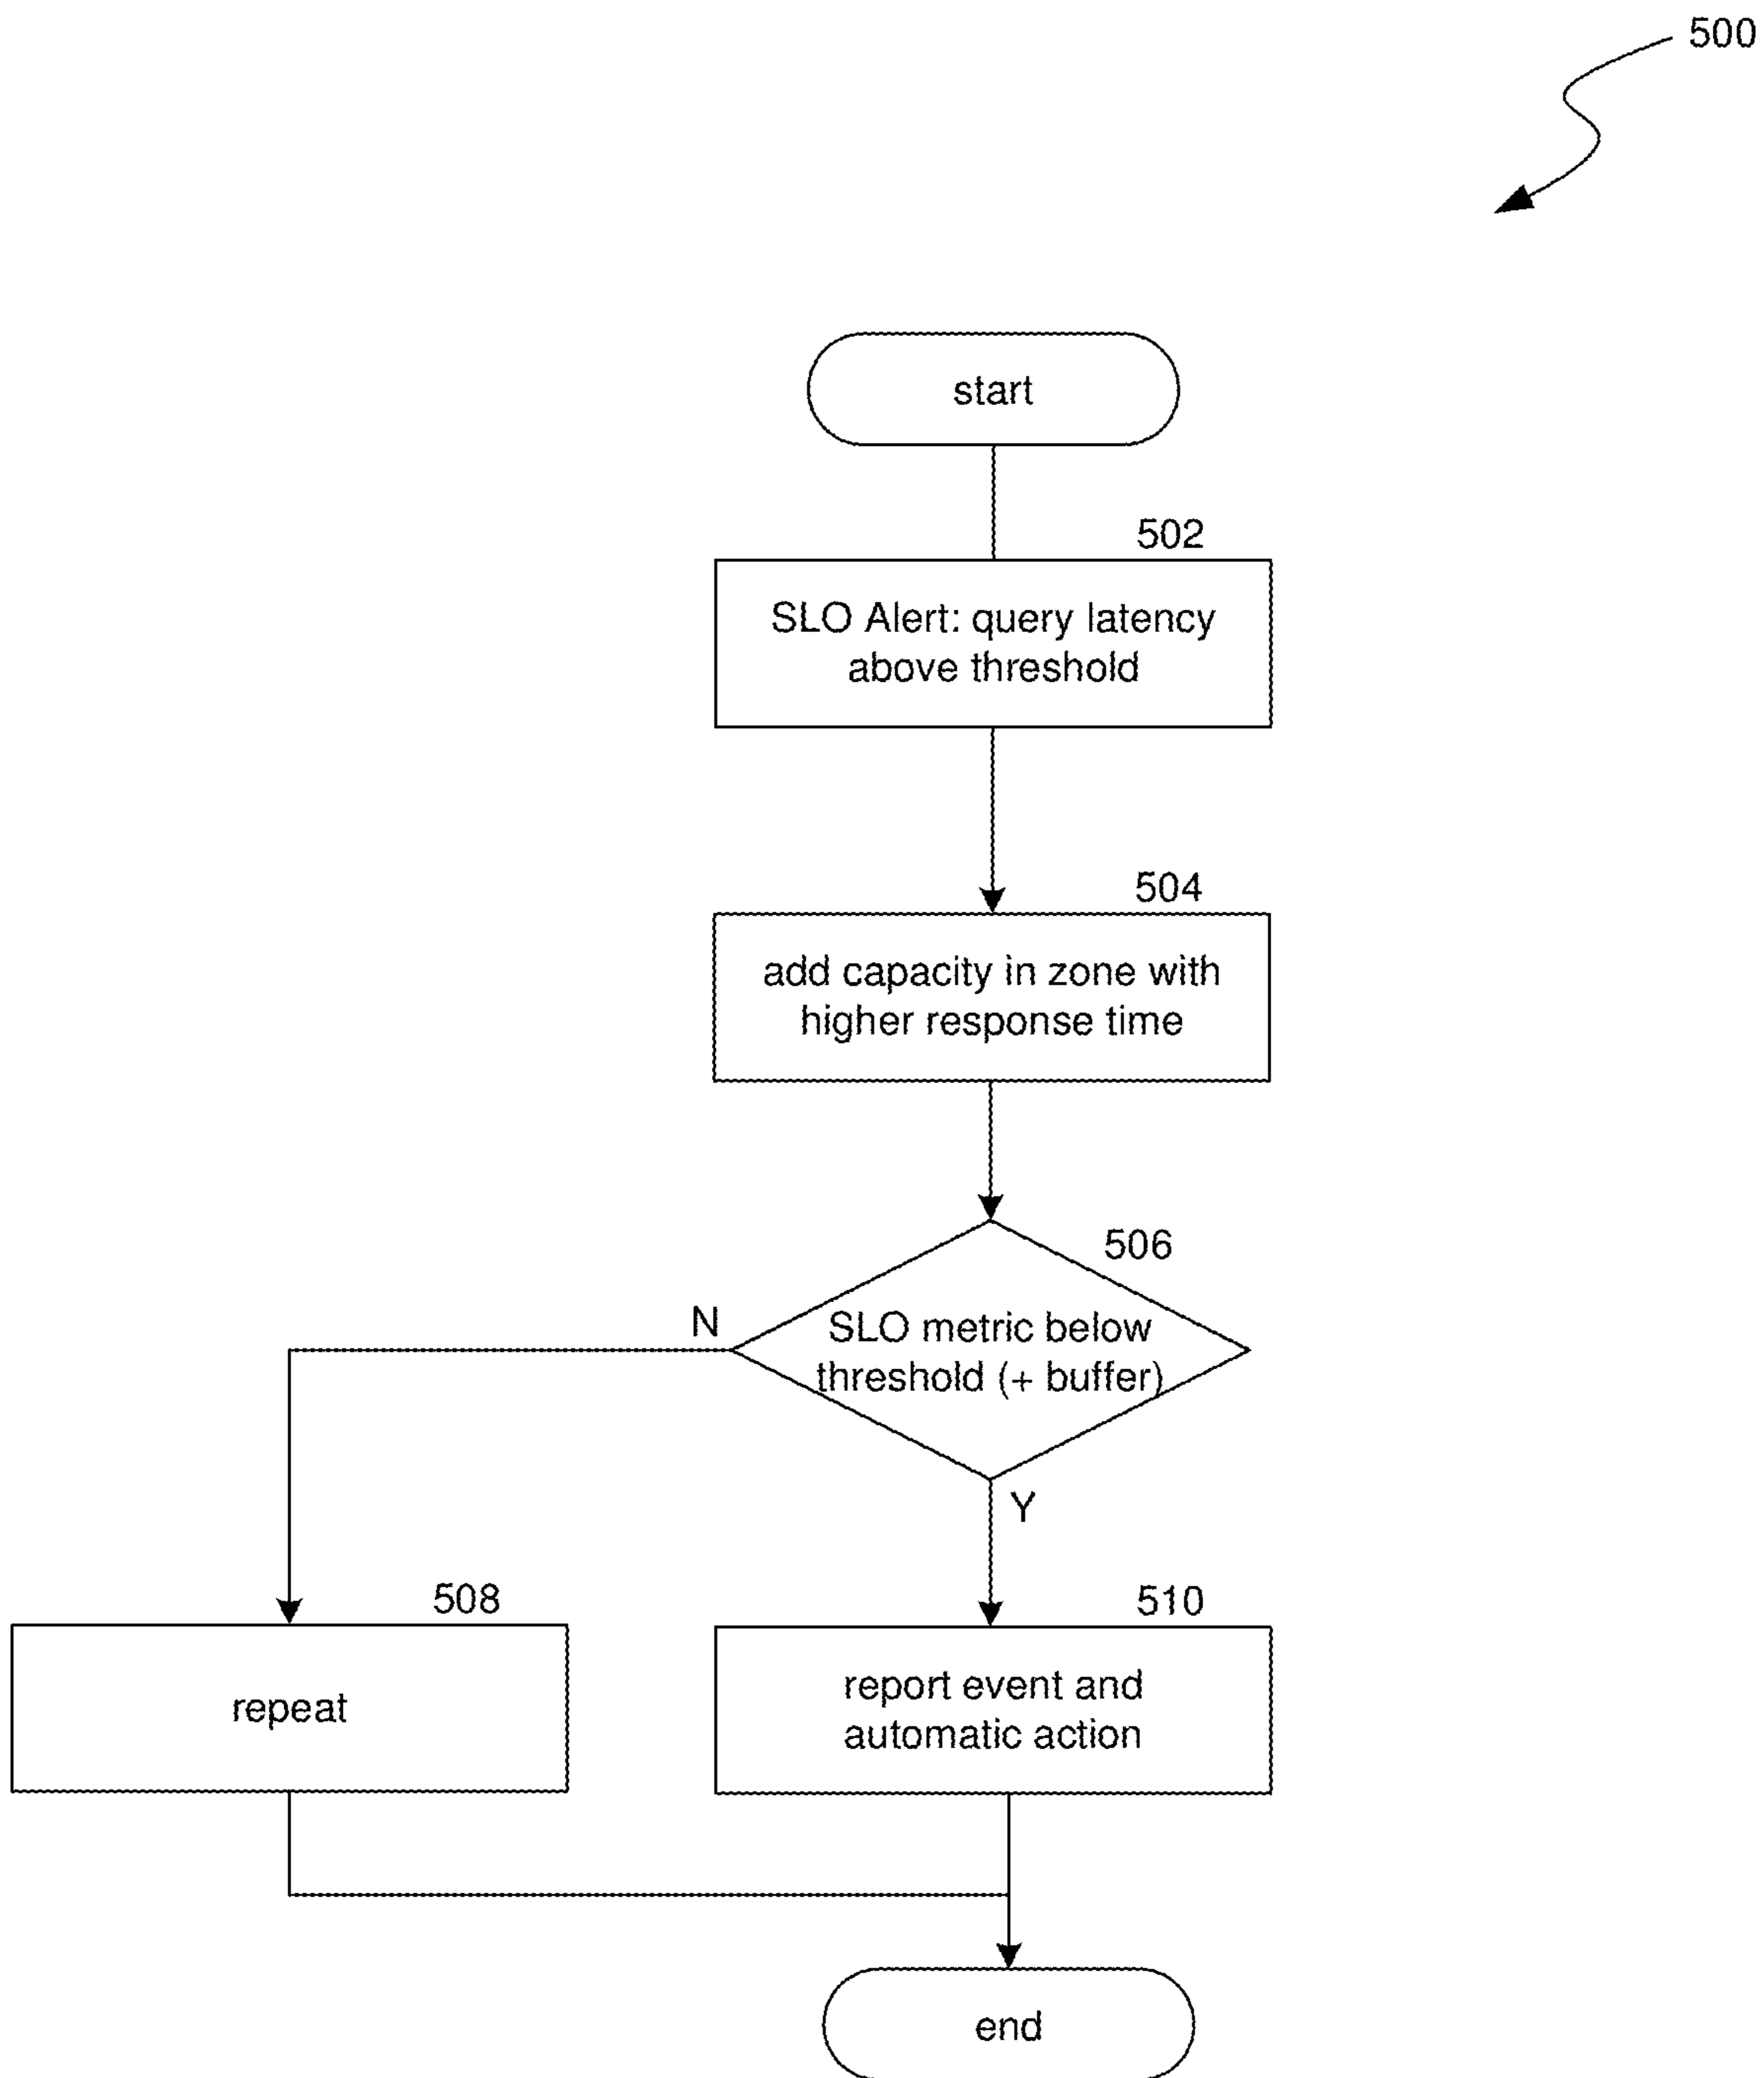 500
start
502
SLO Alert: query latency
above threshold
504
add capacity in zone with
higher response time
506
N
SLO metric below
threshold (+ buffer)
Y
508
repeat
510
report event and
automatic action
end